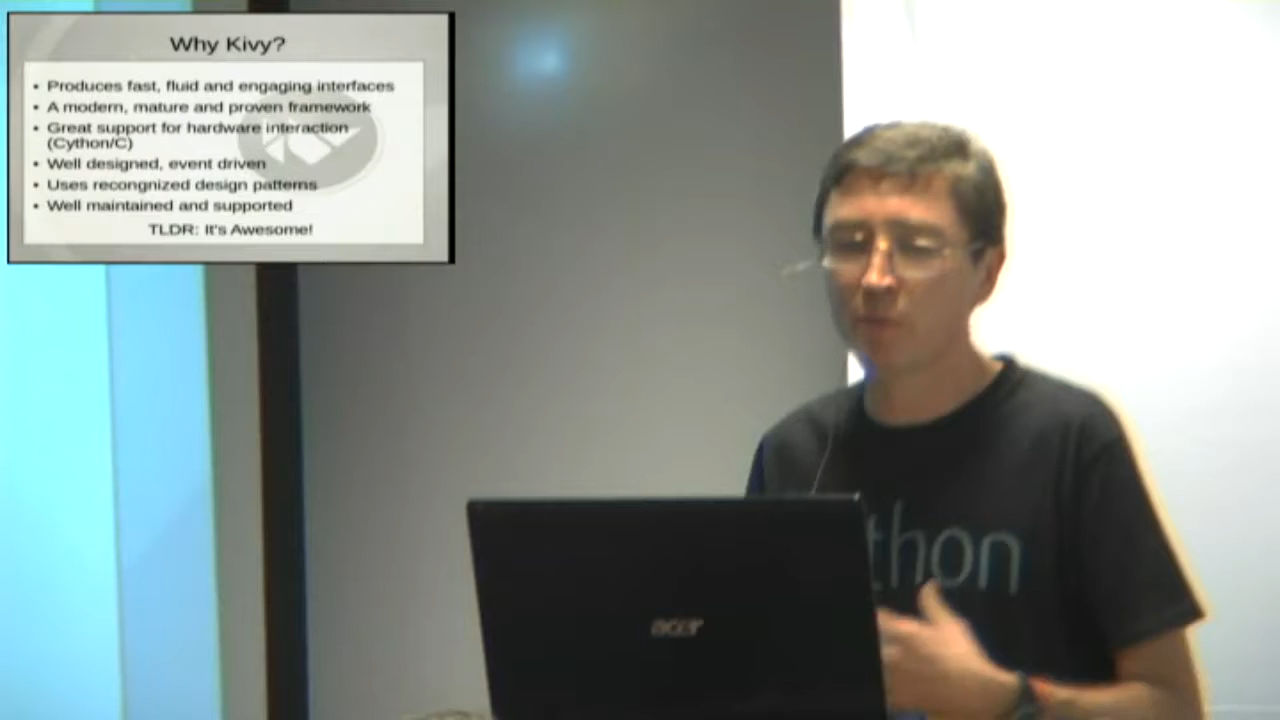 Why Kivy?
• Produces fast, fluid and engaging interfaces
• A modern, mature and proven framework
• Great support for hardware interaction
(Cython/C)
• Well designed, event driven
• Uses recongnized design patterns
• Well maintained and supported
TLDR: It's Awesome!
thon
acer